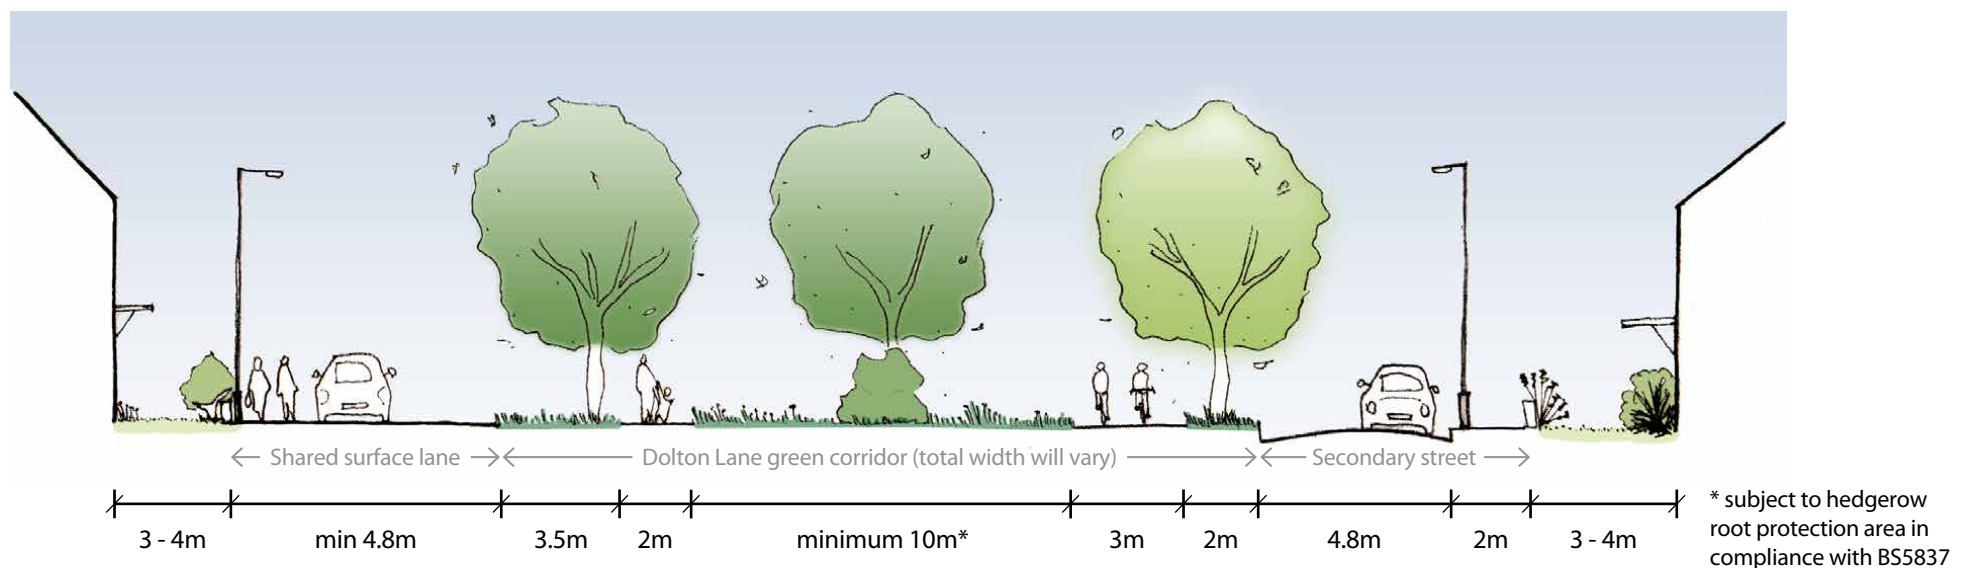 Shared surface lane
Dolton Lane green corridor (total width will vary)
Secondary street
3 - 4m
min 4.8m
3.5m
2m
minimum 10m*
3m
2m
4.8m
2m
3 - 4m
* subject to hedgerow
root protection area in
compliance with BS5837